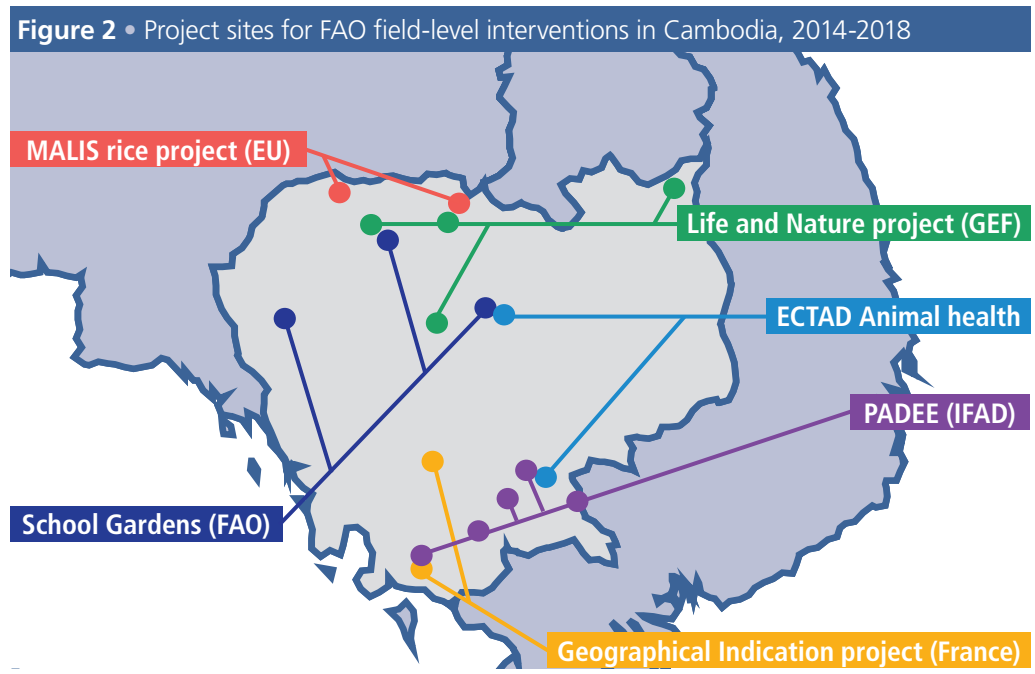 Figure 2 • Project sites for FAO field-level interventions in Cambodia, 2014-2018
MALIS rice project (EU)
Life and Nature project (GEF)
ECTAD Animal health
PADEE (IFAD)
School Gardens (FAO)
Geographical Indication project (France)